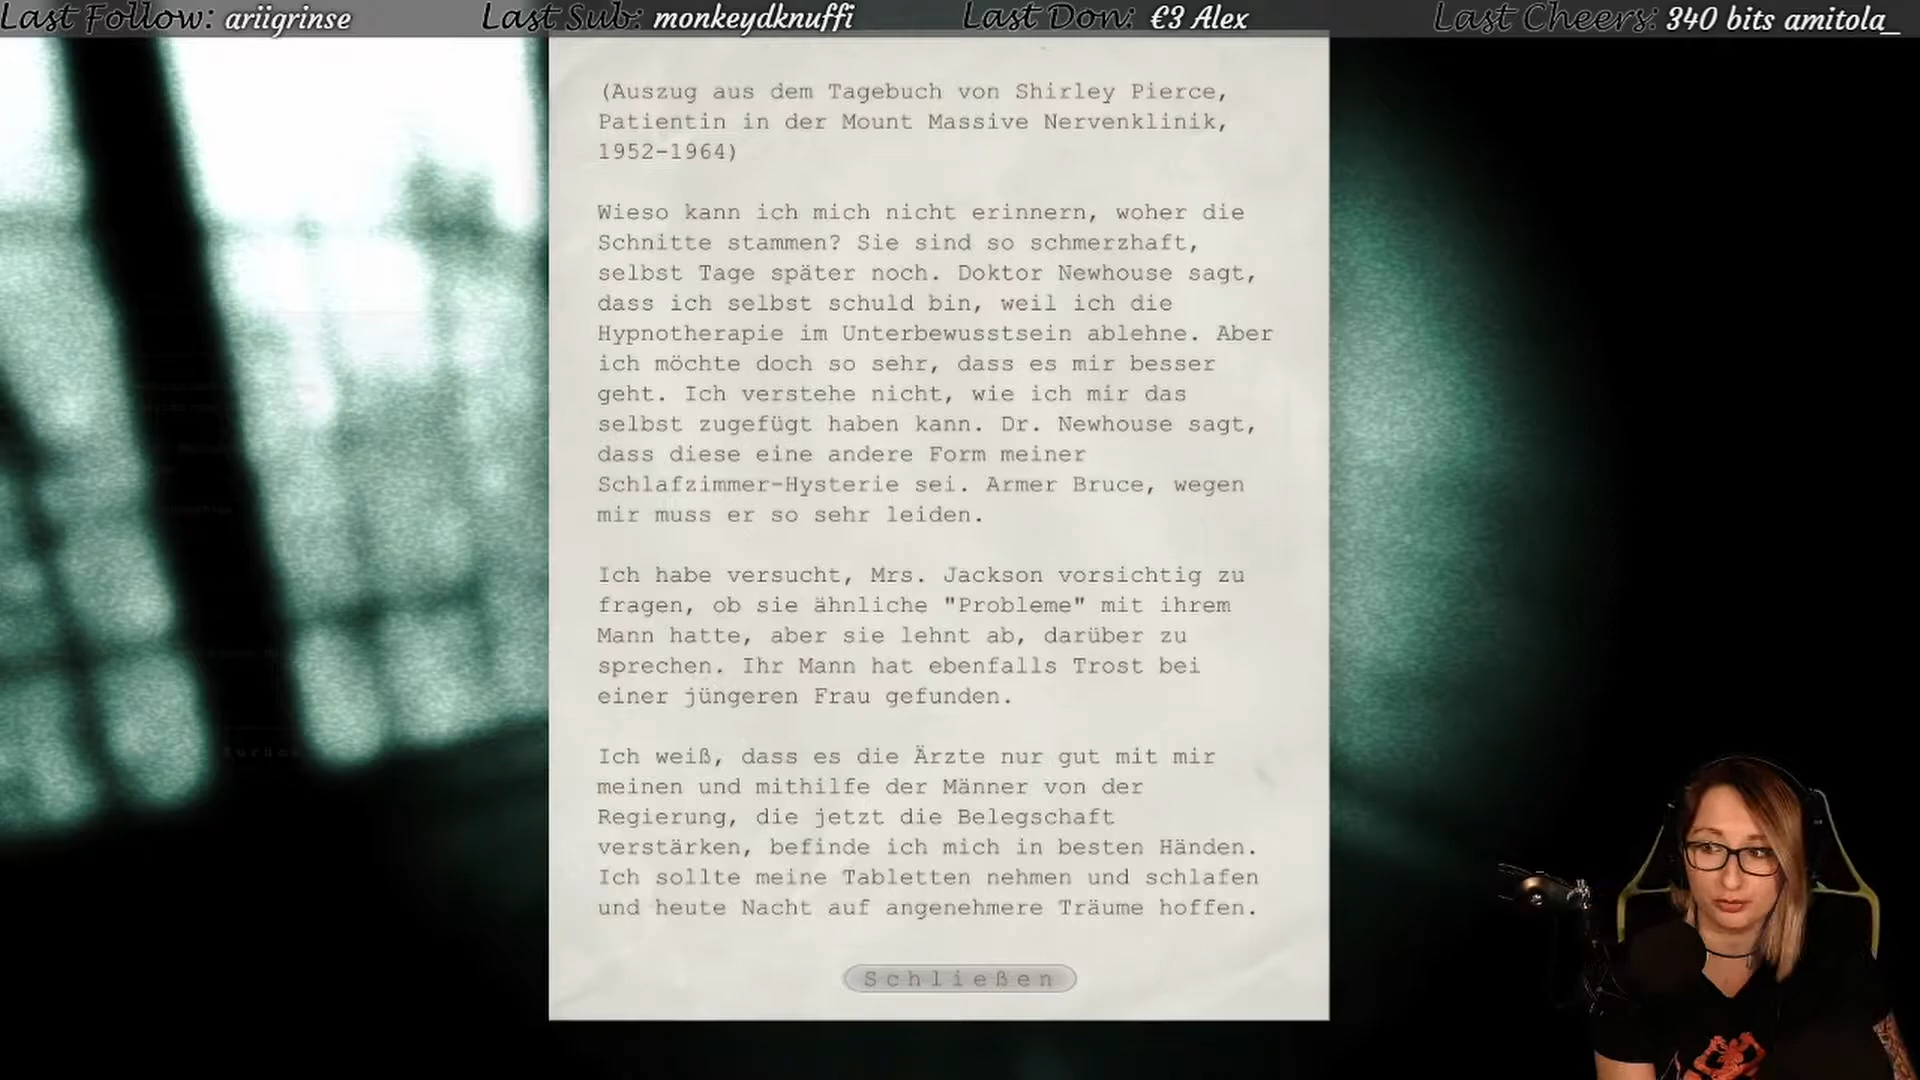 Last Follow: ariigrinse Last Sub: monkeydknuffi Last Don: €3 Alex Last Cheers: 340 bits amitola_
(Auszug aus dem Tagebuch von Shirley Pierce,
Patientin in der Mount Massive Nervenklinik,
1952-1964)
Wieso kann ich mich nicht erinnern, woher die
Schnitte stammen? Sie sind so schmerzhaft,
selbst Tage später noch. Doktor Newhouse sagt,
dass ich selbst schuld bin, weil ich die
Hypnotherapie im Unterbewusstsein ablehne. Aber
ich möchte doch so sehr, dass es mir besser
geht. Ich verstehe nicht, wie ich mir das
selbst zugefügt haben kann. Dr. Newhouse sagt,
dass diese eine andere Form meiner
Schlafzimmer-Hysterie sei. Armer Bruce, wegen
mir muss er so sehr leiden.
Ich habe versucht, Mrs. Jackson vorsichtig zu
fragen, ob sie ähnliche "Probleme" mit ihrem
Mann hatte, aber sie lehnt ab, darüber zu
sprechen. Ihr Mann hat ebenfalls Trost bei
einer jüngeren Frau gefunden.
Ich weiß, dass es die Ärzte nur gut mit mir
meinen und mithilfe der Männer von der
Regierung, die jetzt die Belegschaft
verstärken, befinde ich mich in besten Händen.
Ich sollte meine Tabletten nehmen und schlafen
und heute Nacht auf angenehmere Träume hoffen.
Zurück
Schließen